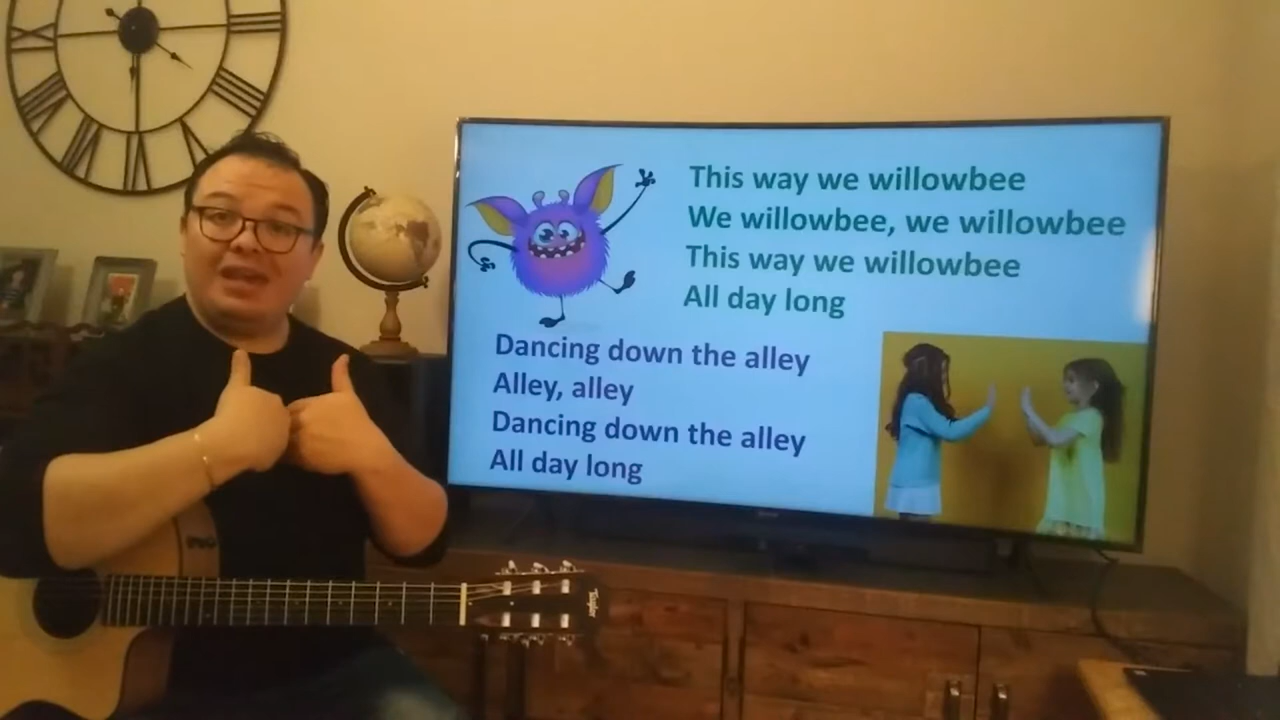 This way we willowbee
We willowbee, we willowbee
This way we willowbee
All day long
Dancing down the alley
Alley, alley
Dancing down the alley
All day long
Taylor